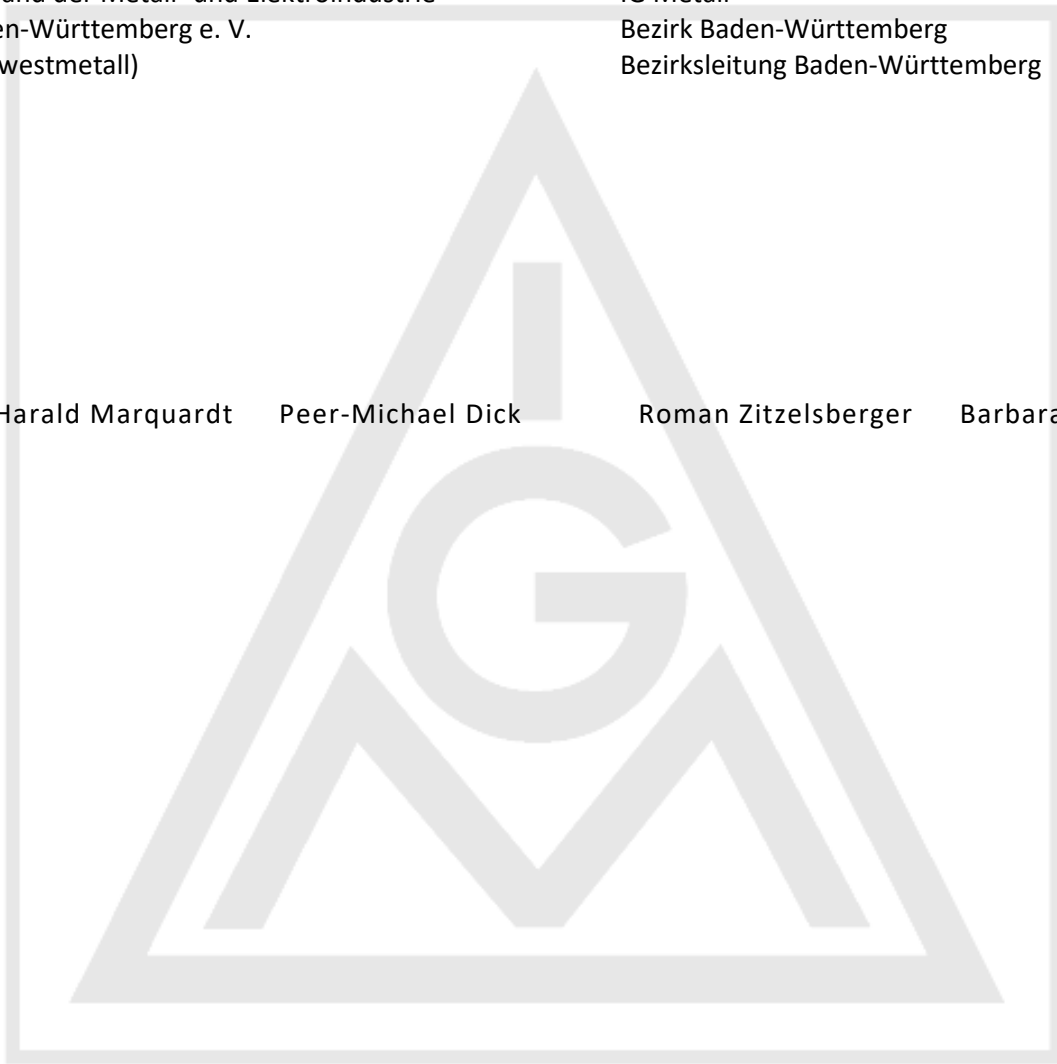 en-Württemberg e. V.
westmetall)
Bezirk Baden-Württemberg
Bezirksleitung Baden-Württemberg
Harald Marquardt Peer-Michael Dick Roman Zitzelsberger Barbara
I
G
M